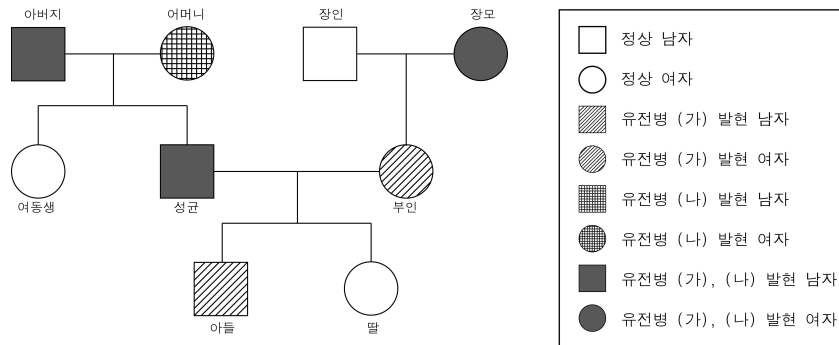 아버지
어머니
장인
장모
여동생
성균
부인
아들
딸
정상 남자
정상 여자
유전병 (가) 발현 남자
유전병 (가) 발현 여자
유전병 (나) 발현 남자
유전병 (나) 발현 여자
유전병 (가), (나) 발현 남자
유전병 (가), (나) 발현 여자